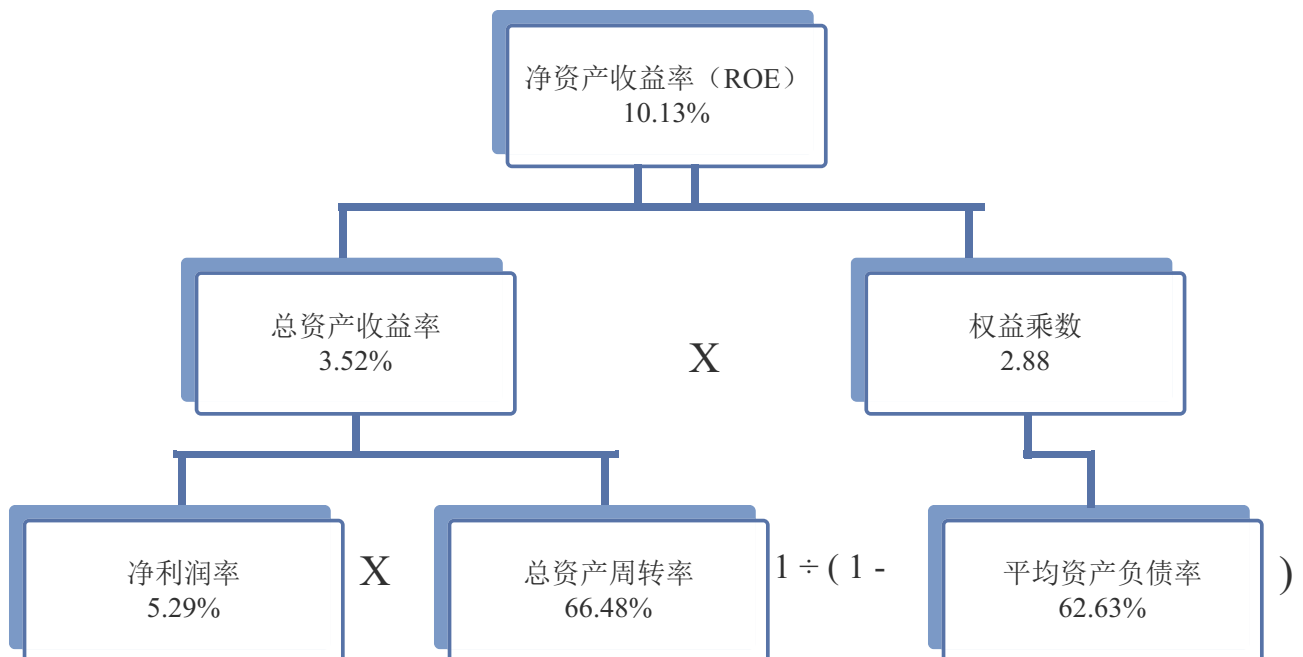 净资产收益率（ROE）
10.13%
总资产收益率
3.52%
X
权益乘数
2.88
净利润率
5.29%
X
总资产周转率
66.48%
1 ÷ ( 1 -
平均资产负债率
62.63%
)